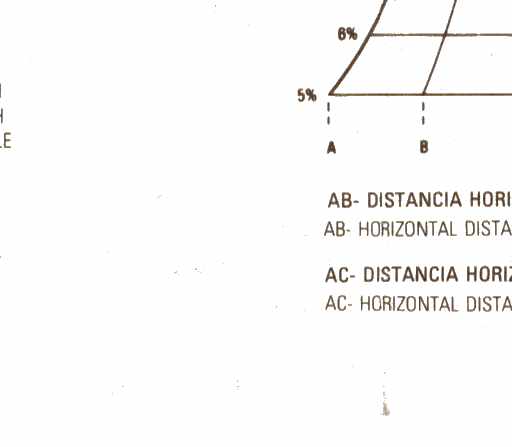 6%
5%
LE
A B
AB- DISTANCIA HORI
AB- HORIZONTAL DISTA
AC- DISTANCIA HORIZ
AC- HORIZONTAL DISTA